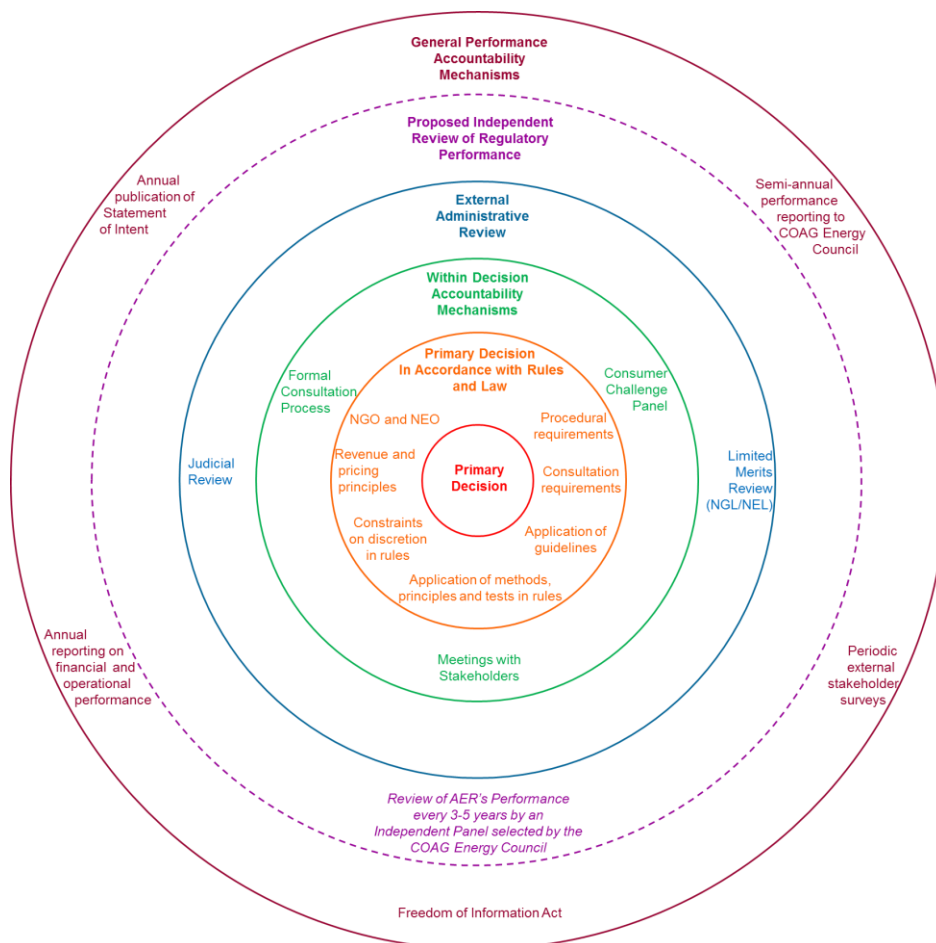 General Performance
Accountability
Mechanisms
Proposed Independent
Review of Regulatory
Performance
Annual
publication of
Statement
of Intent
Semi-annual
performance
reporting to
COAG Energy
Council
External
Administrative
Review
Within Decision
Accountability
Mechanisms
Primary Decision
In Accordance with Rules
and Law
Formal
Consultation
Process
Consumer
Challenge
Panel
NGO and NEO
Procedural
requirements
Judicial
Review
Revenue and
pricing
principles
Primary
Decision
Consultation
requirements
Limited
Merits
Review
(NGL/NEL)
Constraints
on discretion
in rules
Application of
guidelines
Application of methods,
principles and tests in rules
Annual
reporting on
financial and
operational
performance
Meetings with
Stakeholders
Periodic
external
stakeholder
surveys
Review of AER's Performance
every 3-5 years by an
Independent Panel selected by the
COAG Energy Council
Freedom of Information Act